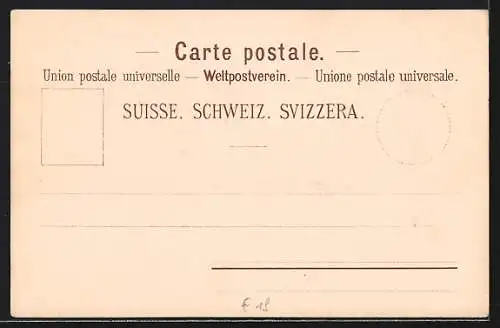 — Carte postale. —
Union postale universelle — Weltpostverein. — Unione postale universale.
SUISSE. SCHWEIZ. SVIZZERA.